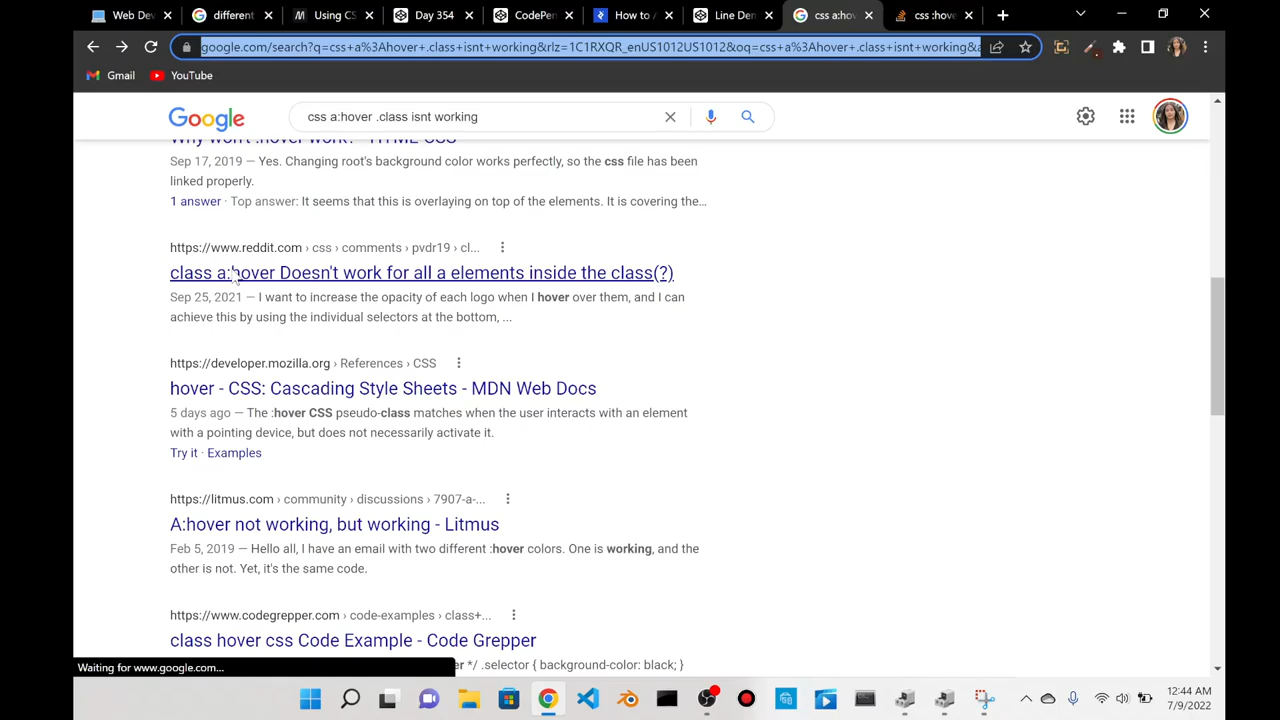 Web Dev
different
Using CS
Day 354
CodePen
How to
Line Den
css a:hov
css :hove
google.com/search?q=css+a%3Ahover+.class+isnt+working&rlz=1C1RXQR_enUS1012US1012&oq=css+a%3Ahover+.class+isnt+working&a
Gmail
YouTube
Google
css a:hover .class isnt working
Why won't :hover work? - HTML CSS
Sep 17, 2019 — Yes. Changing root's background color works perfectly, so the css file has been
linked properly.
1 answer · Top answer: It seems that this is overlaying on top of the elements. It is covering the…
https://www.reddit.com › css › comments › pvdr19 › cl...
class a:hover Doesn't work for all a elements inside the class(?)
Sep 25, 2021 — I want to increase the opacity of each logo when I hover over them, and I can
achieve this by using the individual selectors at the bottom, ...
https://developer.mozilla.org › References › CSS
hover - CSS: Cascading Style Sheets - MDN Web Docs
5 days ago — The :hover CSS pseudo-class matches when the user interacts with an element
with a pointing device, but does not necessarily activate it.
Try it · Examples
https://litmus.com › community › discussions › 7907-a-...
A:hover not working, but working - Litmus
Feb 5, 2019 — Hello all, I have an email with two different :hover colors. One is working, and the
other is not. Yet, it's the same code.
https://www.codegrepper.com › code-examples › class+...
class hover css Code Example - Code Grepper
er */ .selector { background-color: black; }
Waiting for www.google.com...
12:44 AM
7/9/2022